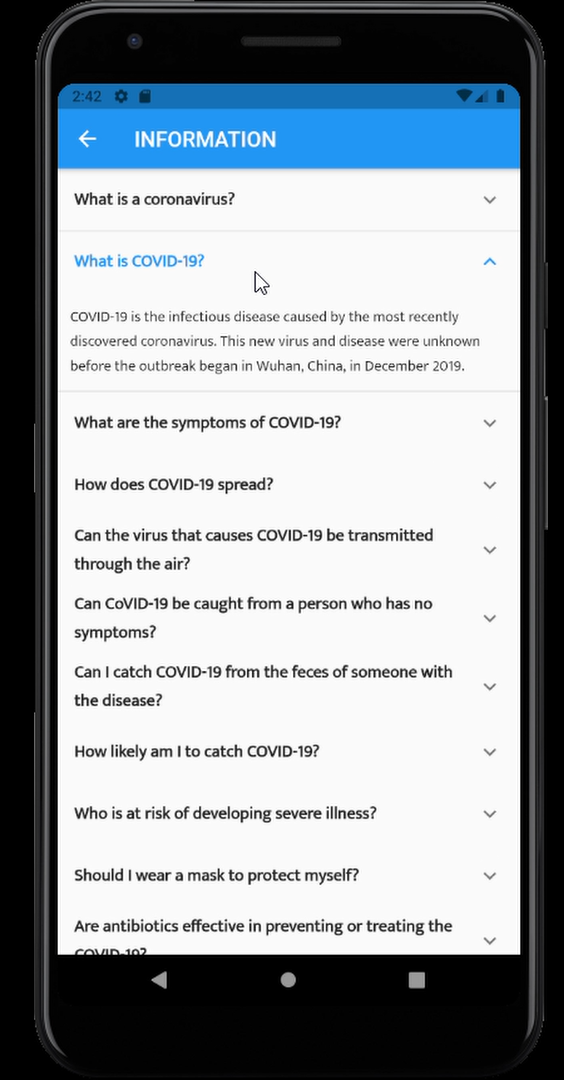 2:42
INFORMATION
What is a coronavirus?
What is COVID-19?
COVID-19 is the infectious disease caused by the most recently
discovered coronavirus. This new virus and disease were unknown
before the outbreak began in Wuhan, China, in December 2019.
What are the symptoms of COVID-19?
How does COVID-19 spread?
Can the virus that causes COVID-19 be transmitted
through the air?
Can CoVID-19 be caught from a person who has no
symptoms?
Can I catch COVID-19 from the feces of someone with
the disease?
How likely am I to catch COVID-19?
Who is at risk of developing severe illness?
Should I wear a mask to protect myself?
Are antibiotics effective in preventing or treating the
COVID-19?